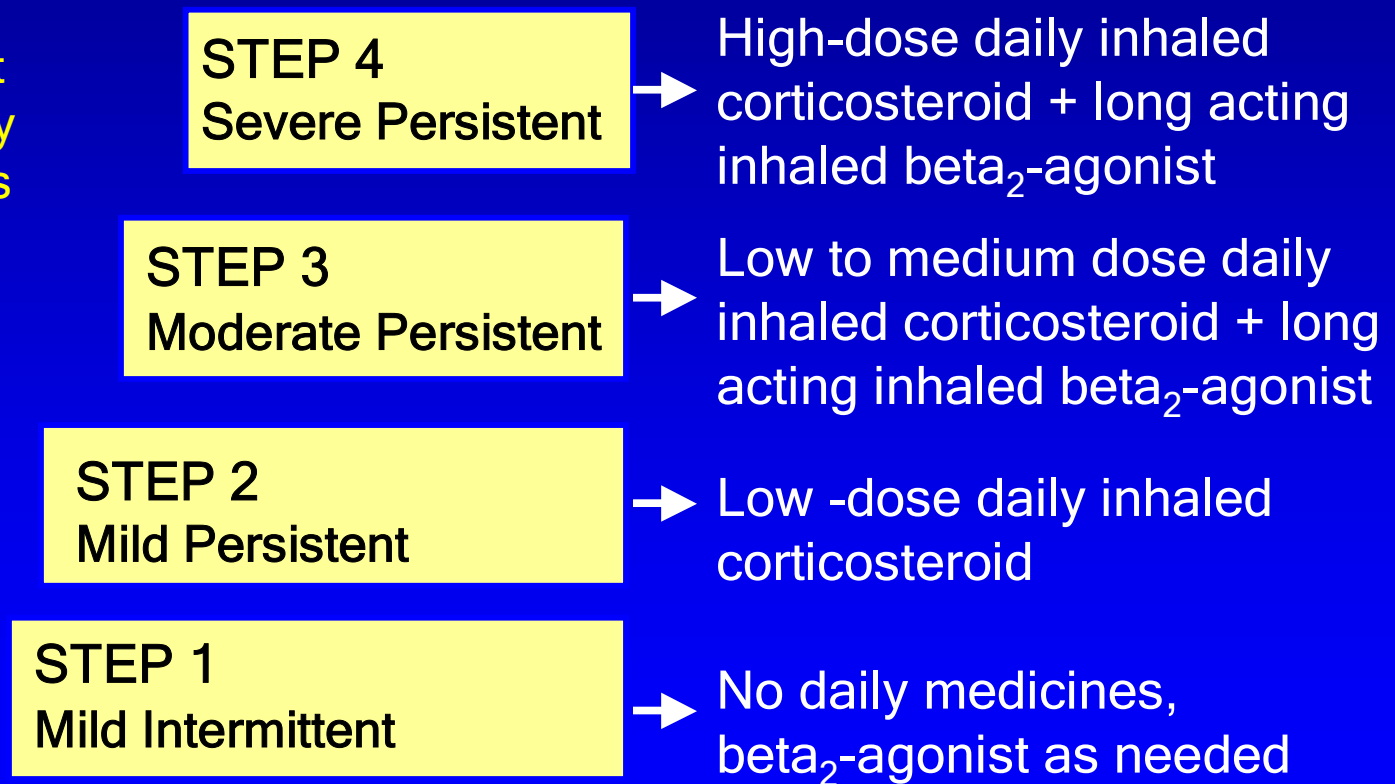 t
y
s
STEP 4
Severe Persistent
High-dose daily inhaled
corticosteroid + long acting
inhaled beta₂-agonist
STEP 3
Moderate Persistent
Low to medium dose daily
inhaled corticosteroid + long
acting inhaled beta₂-agonist
STEP 2
Mild Persistent
Low -dose daily inhaled
corticosteroid
STEP 1
Mild Intermittent
No daily medicines,
beta₂-agonist as needed